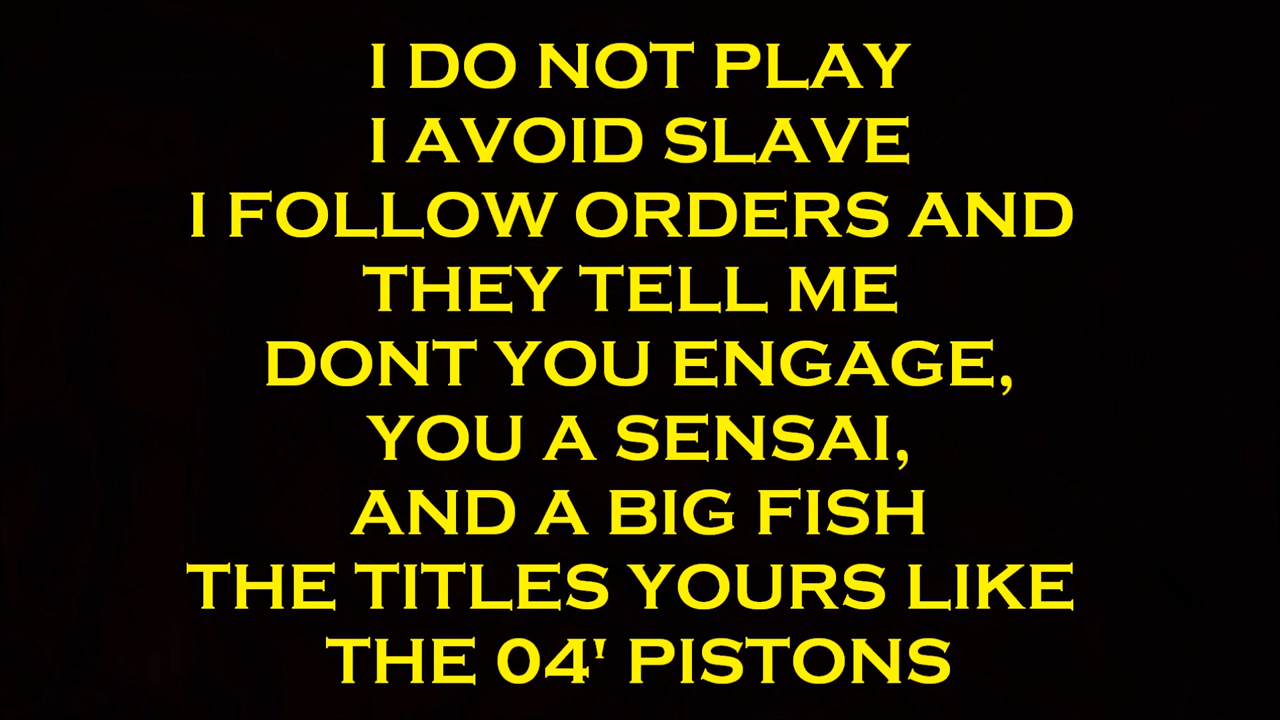 I DO NOT PLAY
I AVOID SLAVE
I FOLLOW ORDERS AND
THEY TELL ME
DONT YOU ENGAGE,
YOU A SENSAI,
AND A BIG FISH
THE TITLES YOURS LIKE
THE 04' PISTONS